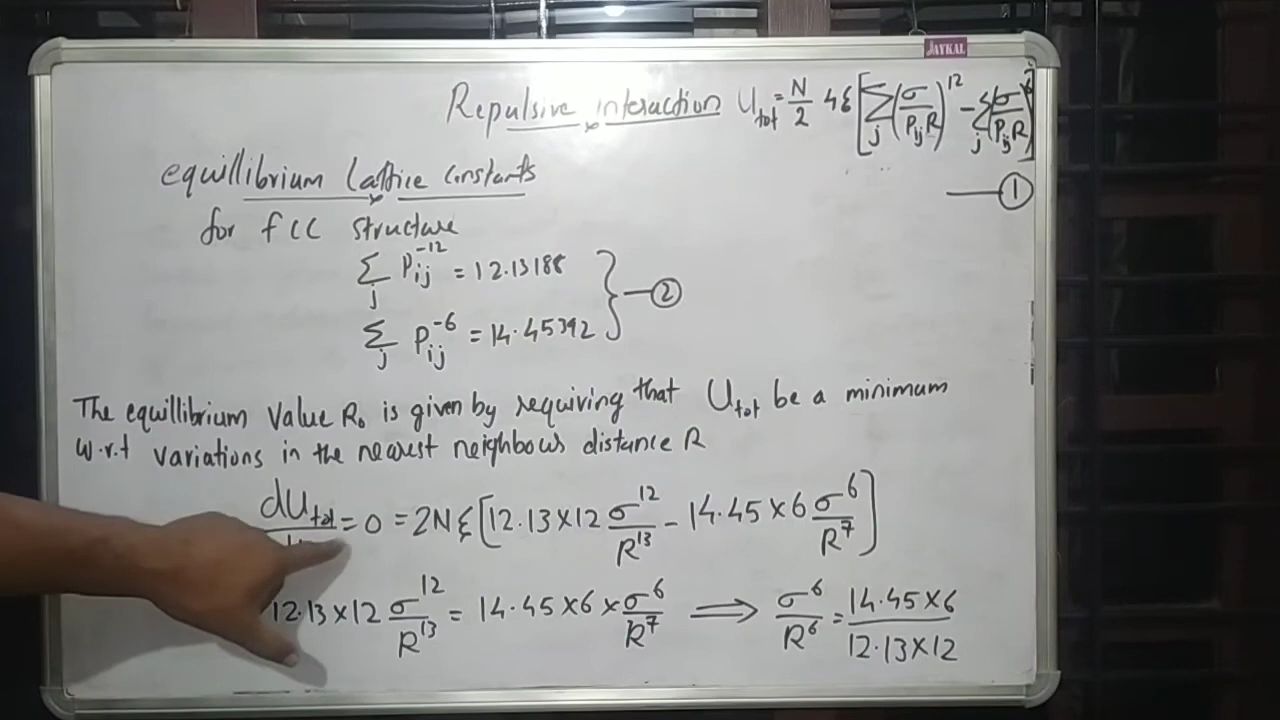 JAYKAL
Repulsive interaction U_tot = N/2 4ε [Σ_j (σ/P_ij R)^12 - Σ_j (σ/P_ij R)^6]
— ①
equillibrium lattice constants
for fcc structure
Σ_j P_ij^-12 = 12.13188
Σ_j P_ij^-6 = 14.45392 } — ②
The equillibrium value R₀ is given by requiring that U_tot be a minimum
w.r.t variations in the nearest neighbour distance R
dU_tot = 0 = 2Nε [12.13×12 σ^12/R^13 - 14.45×6 σ^6/R^7]
12.13×12 σ^12/R^13 = 14.45×6×σ^6/R^7 ⟹ σ^6/R^6 = 14.45×6/12.13×12